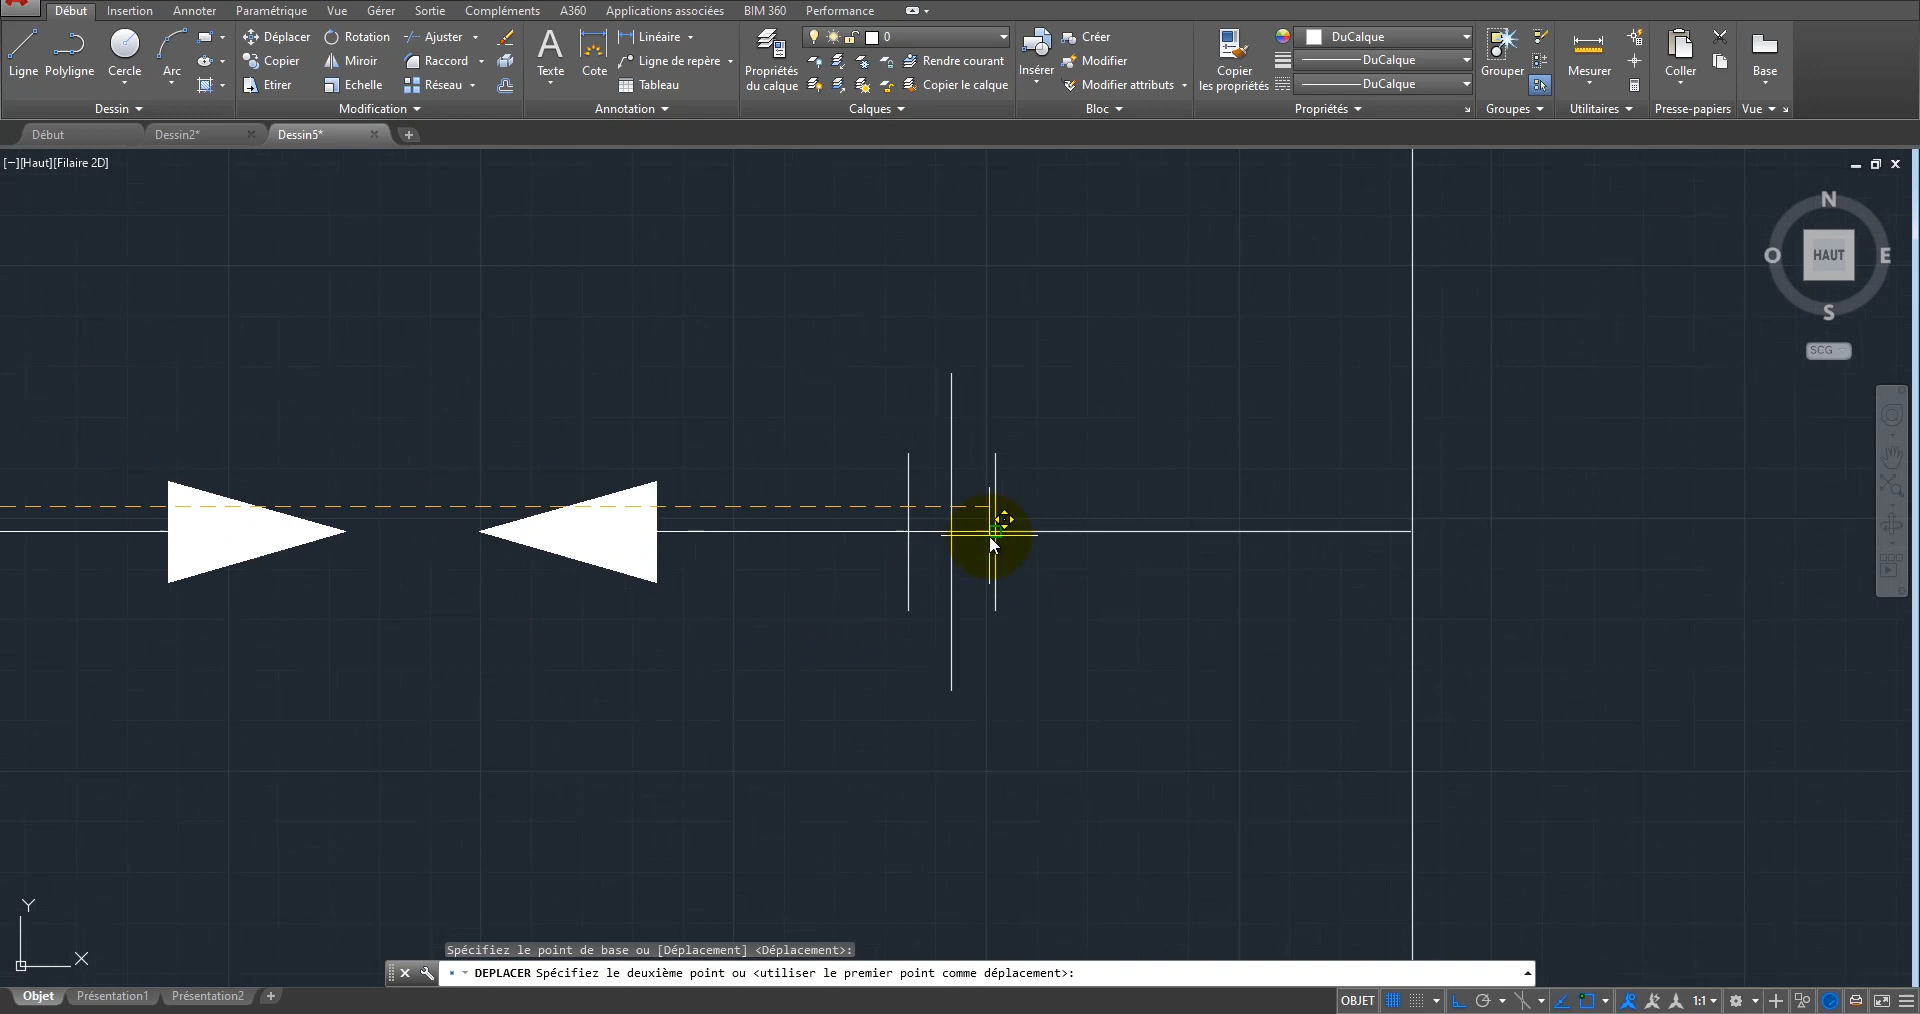 Début Insertion Annoter Paramétrique Vue Gérer Sortie Compléments A360 Applications associées BIM 360 Performance
Ligne Polyligne Cercle Arc
Dessin
Déplacer Rotation Ajuster
Copier Miroir Raccord
Etirer Echelle Réseau
Modification
A
Texte Cote
Linéaire
Ligne de repère
Tableau
Annotation
Propriétés
du calque
0
Rendre courant
Copier le calque
Calques
Insérer
Créer
Modifier
Modifier attributs
Bloc
Copier
les propriétés
DuCalque
DuCalque
DuCalque
Propriétés
Grouper
Groupes
Mesurer
Utilitaires
Coller
Presse-papiers
Base
Vue
Début Dessin2* Dessin5*
[−][Haut][Filaire 2D]
N
O HAUT E
S
SCG
Y
X
Spécifiez le point de base ou [Déplacement] <Déplacement>:
DEPLACER Spécifiez le deuxième point ou <utiliser le premier point comme déplacement>:
Objet Présentation1 Présentation2
OBJET 1:1